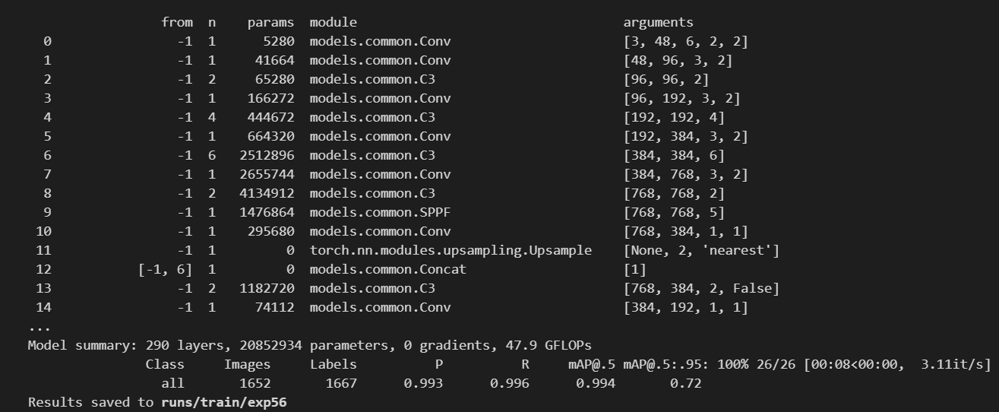 from n params module arguments
0 -1 1 5280 models.common.Conv [3, 48, 6, 2, 2]
1 -1 1 41664 models.common.Conv [48, 96, 3, 2]
2 -1 2 65280 models.common.C3 [96, 96, 2]
3 -1 1 166272 models.common.Conv [96, 192, 3, 2]
4 -1 4 444672 models.common.C3 [192, 192, 4]
5 -1 1 664320 models.common.Conv [192, 384, 3, 2]
6 -1 6 2512896 models.common.C3 [384, 384, 6]
7 -1 1 2655744 models.common.Conv [384, 768, 3, 2]
8 -1 2 4134912 models.common.C3 [768, 768, 2]
9 -1 1 1476864 models.common.SPPF [768, 768, 5]
10 -1 1 295680 models.common.Conv [768, 384, 1, 1]
11 -1 1 0 torch.nn.modules.upsampling.Upsample [None, 2, 'nearest']
12 [-1, 6] 1 0 models.common.Concat [1]
13 -1 2 1182720 models.common.C3 [768, 384, 2, False]
14 -1 1 74112 models.common.Conv [384, 192, 1, 1]
...
Model summary: 290 layers, 20852934 parameters, 0 gradients, 47.9 GFLOPs
Class Images Labels P R mAP@.5 mAP@.5:.95: 100% 26/26 [00:08<00:00, 3.11it/s]
all 1652 1667 0.993 0.996 0.994 0.72
Results saved to runs/train/exp56